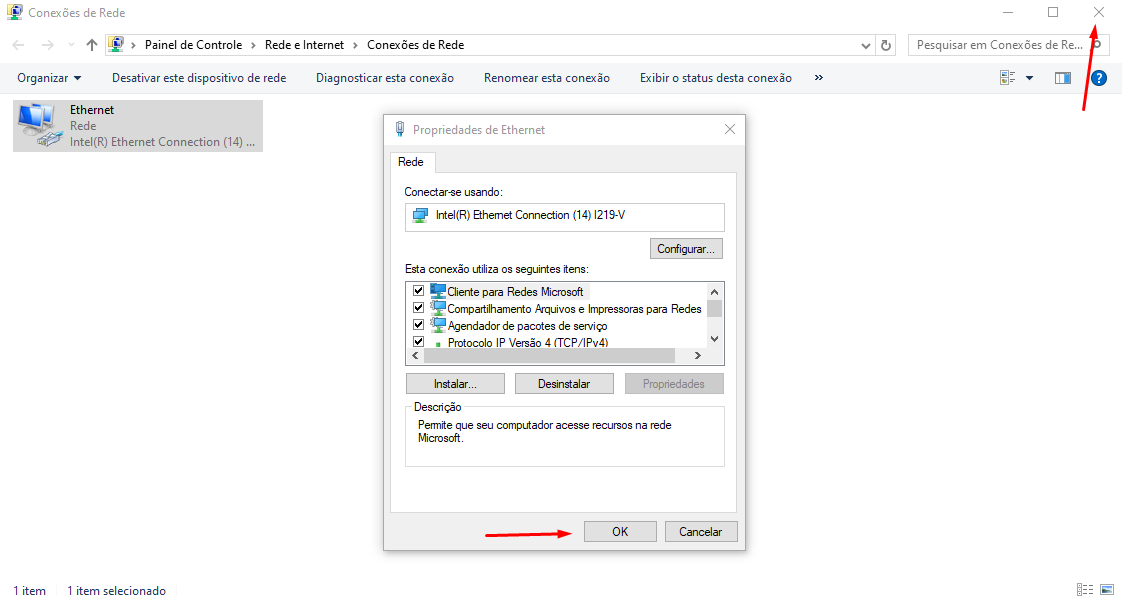 Conexões de Rede
Painel de Controle > Rede e Internet > Conexões de Rede
Pesquisar em Conexões de Re...
Organizar
Desativar este dispositivo de rede
Diagnosticar esta conexão
Renomear esta conexão
Exibir o status desta conexão
»
?
Ethernet
Rede
Intel(R) Ethernet Connection (14) ...
Propriedades de Ethernet
Rede
Conectar-se usando:
Intel(R) Ethernet Connection (14) I219-V
Configurar...
Esta conexão utiliza os seguintes itens:
Cliente para Redes Microsoft
Compartilhamento Arquivos e Impressoras para Redes
Agendador de pacotes de serviço
Protocolo IP Versão 4 (TCP/IPv4)
Instalar...
Desinstalar
Propriedades
Descrição
Permite que seu computador acesse recursos na rede
Microsoft.
OK
Cancelar
1 item
1 item selecionado